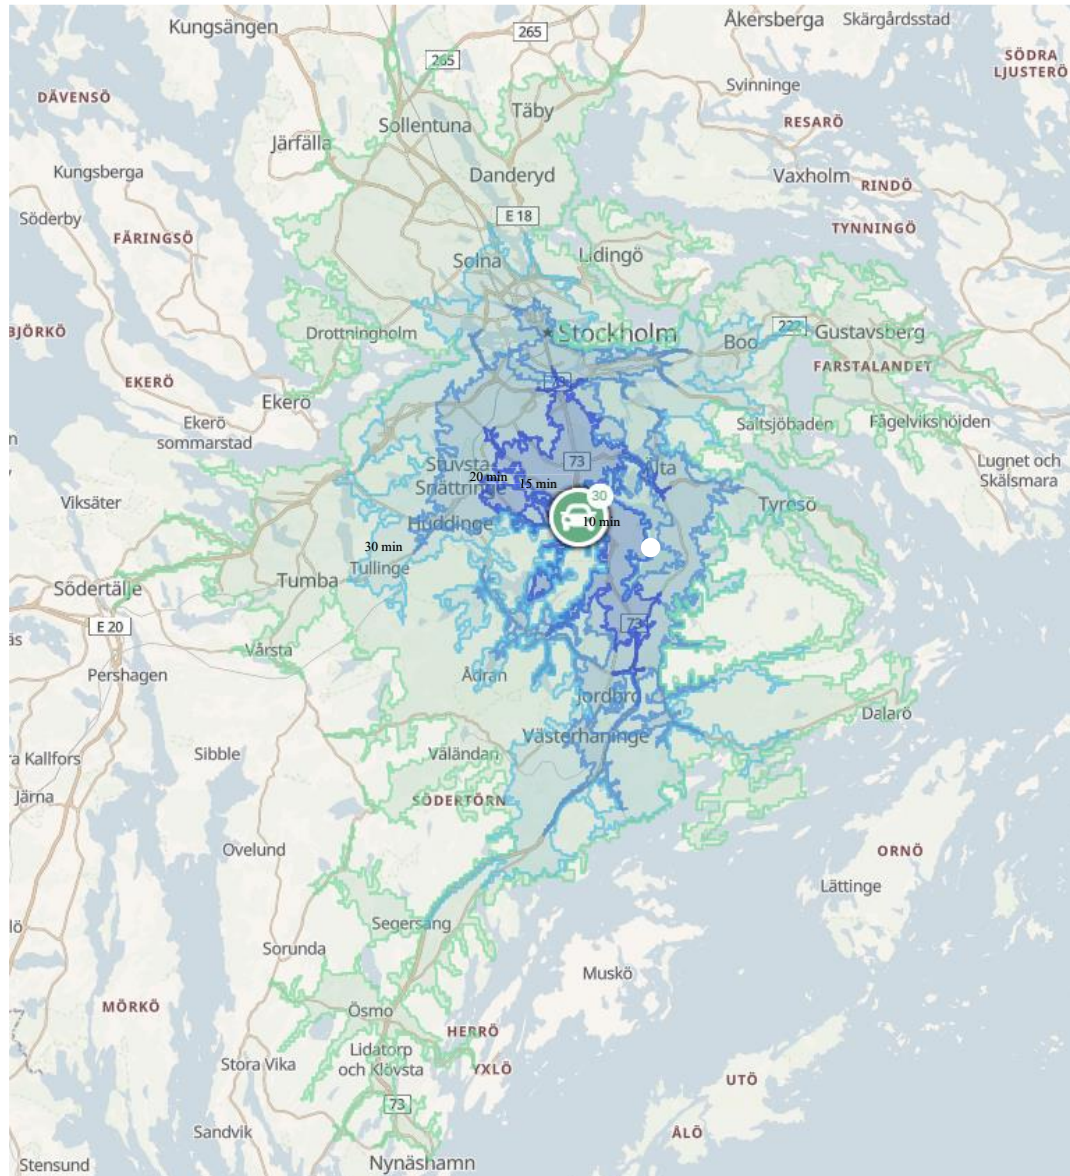 Kungsängen
265
Åkersberga
Skärgårdsstad
265
SÖDRA
LJUSTERÖ
Svinninge
DÄVENSÖ
Täby
Sollentuna
RESARÖ
Järfälla
Kungsberga
Danderyd
Vaxholm
RINDÖ
Söderby
E 18
TYNNINGÖ
FÄRINGSÖ
Solna
Lidingö
BJÖRKÖ
Drottningholm
Stockholm
222
Gustavsberg
Boo
FARSTALANDET
EKERÖ
Ekerö
Ekerö
sommarstad
Saltsjöbaden
Fågelvikshöjden
73
Stuvsta-
Snättringe
Älta
Lugnet och
Skälsmara
20 min
15 min
Viksäter
30
Tyresö
Huddinge
10 min
30 min
Tullinge
Södertälje
Tumba
E 20
73
Vårsta
Pershagen
Ådran
Jordbro
Dalarö
Västerhaninge
Sibble
Väländan
ra Kallfors
Järna
SÖDERTÖRN
Ovelund
ORNÖ
Lättinge
Segersäng
Sorunda
Muskö
MÖRKÖ
Ösmo
HERRÖ
Lidatorp
och Klövsta
Stora Vika
YXLÖ
UTÖ
73
Sandvik
ÅLÖ
Stensund
Nynäshamn